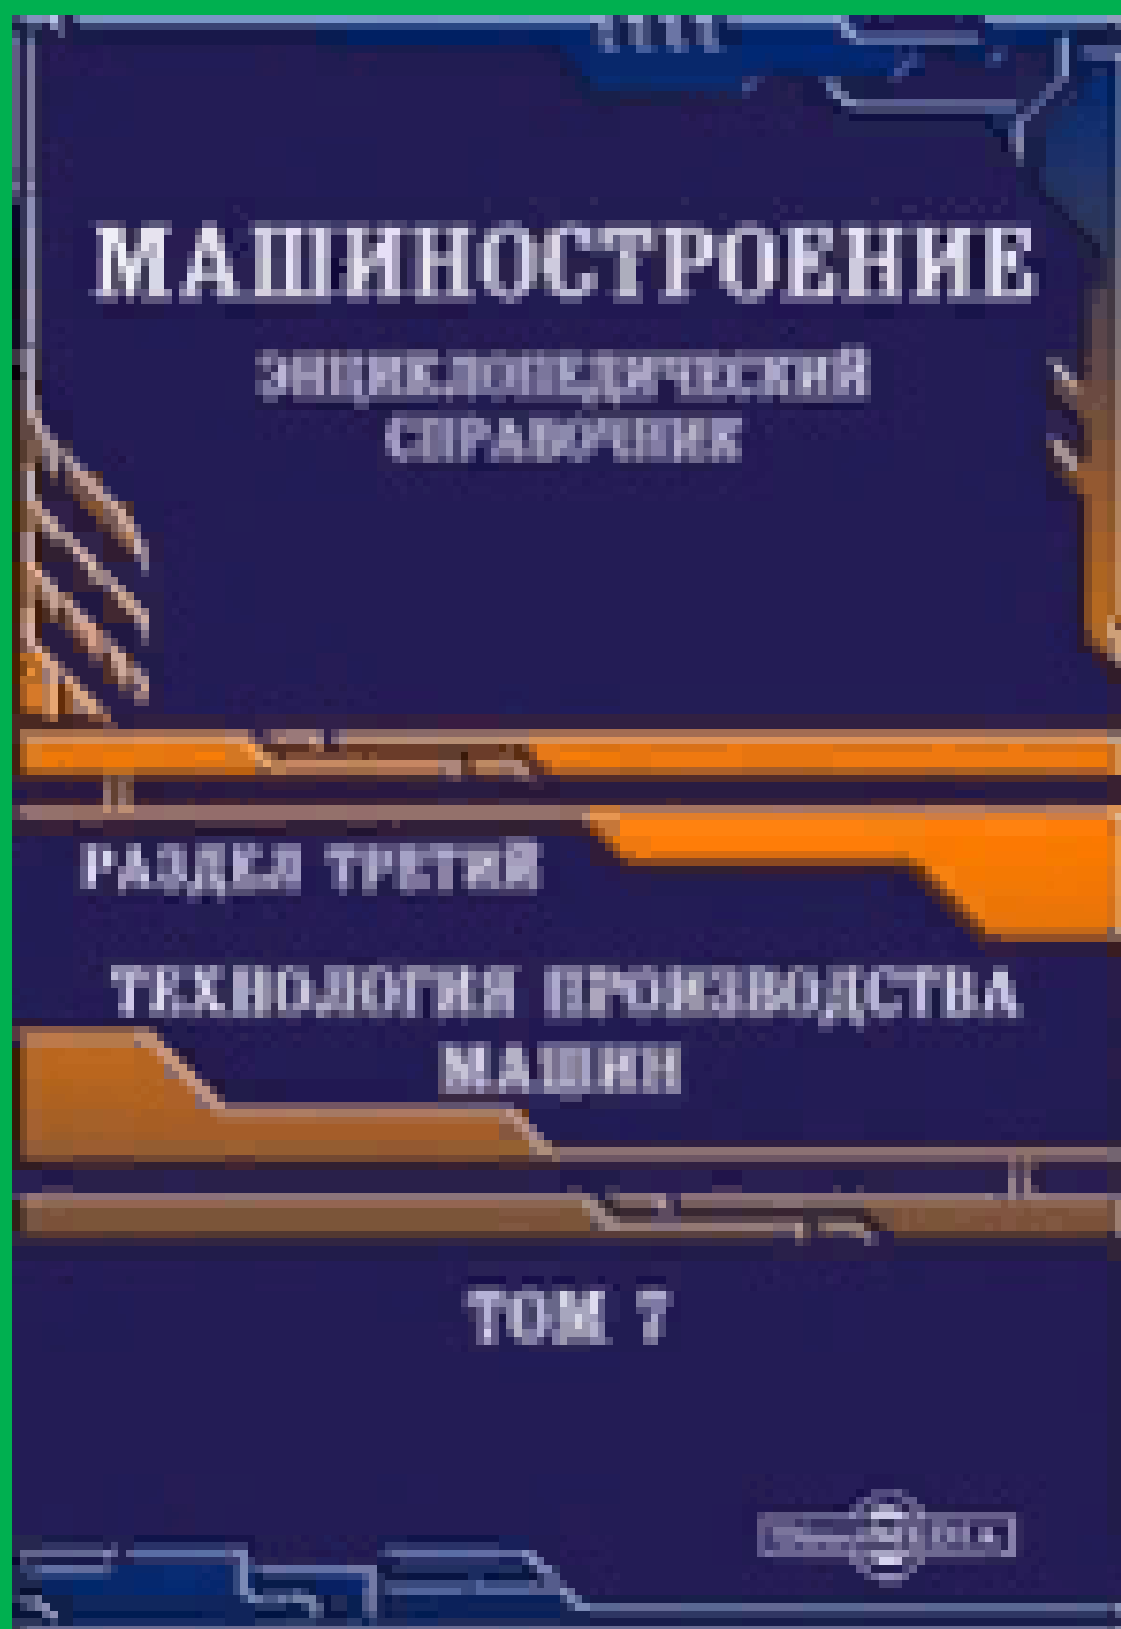 МАШИНОСТРОЕНИЕ
ЭНЦИКЛОПЕДИЧЕСКИЙ
СПРАВОЧНИК
РАЗДЕЛ ТРЕТИЙ
ТЕХНОЛОГИЯ ПРОИЗВОДСТВА
МАШИН
ТОМ 7